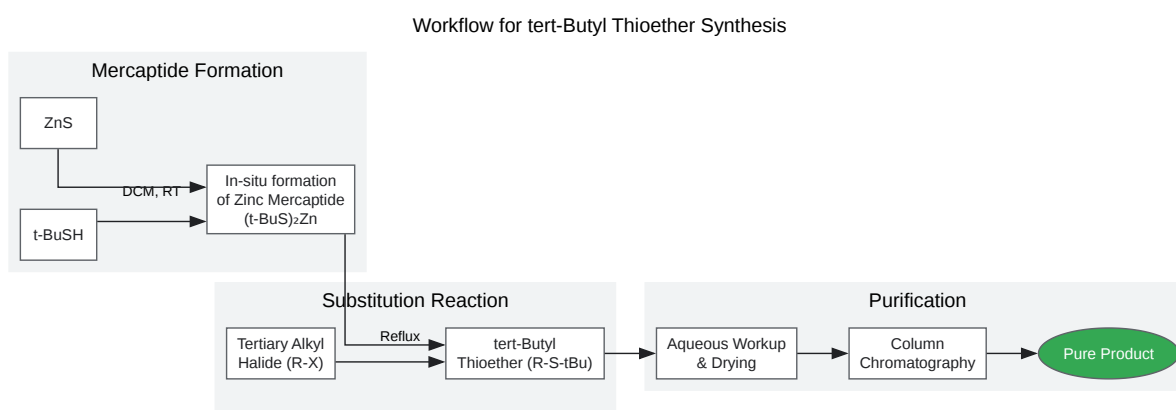 Workflow for tert-Butyl Thioether Synthesis
Mercaptide Formation
ZnS
DCM, RT
t-BuSH
In-situ formation
of Zinc Mercaptide
(t-BuS)₂Zn
Substitution Reaction
Tertiary Alkyl
Halide (R-X)
Reflux
tert-Butyl
Thioether (R-S-tBu)
Purification
Aqueous Workup
& Drying
Column
Chromatography
Pure Product